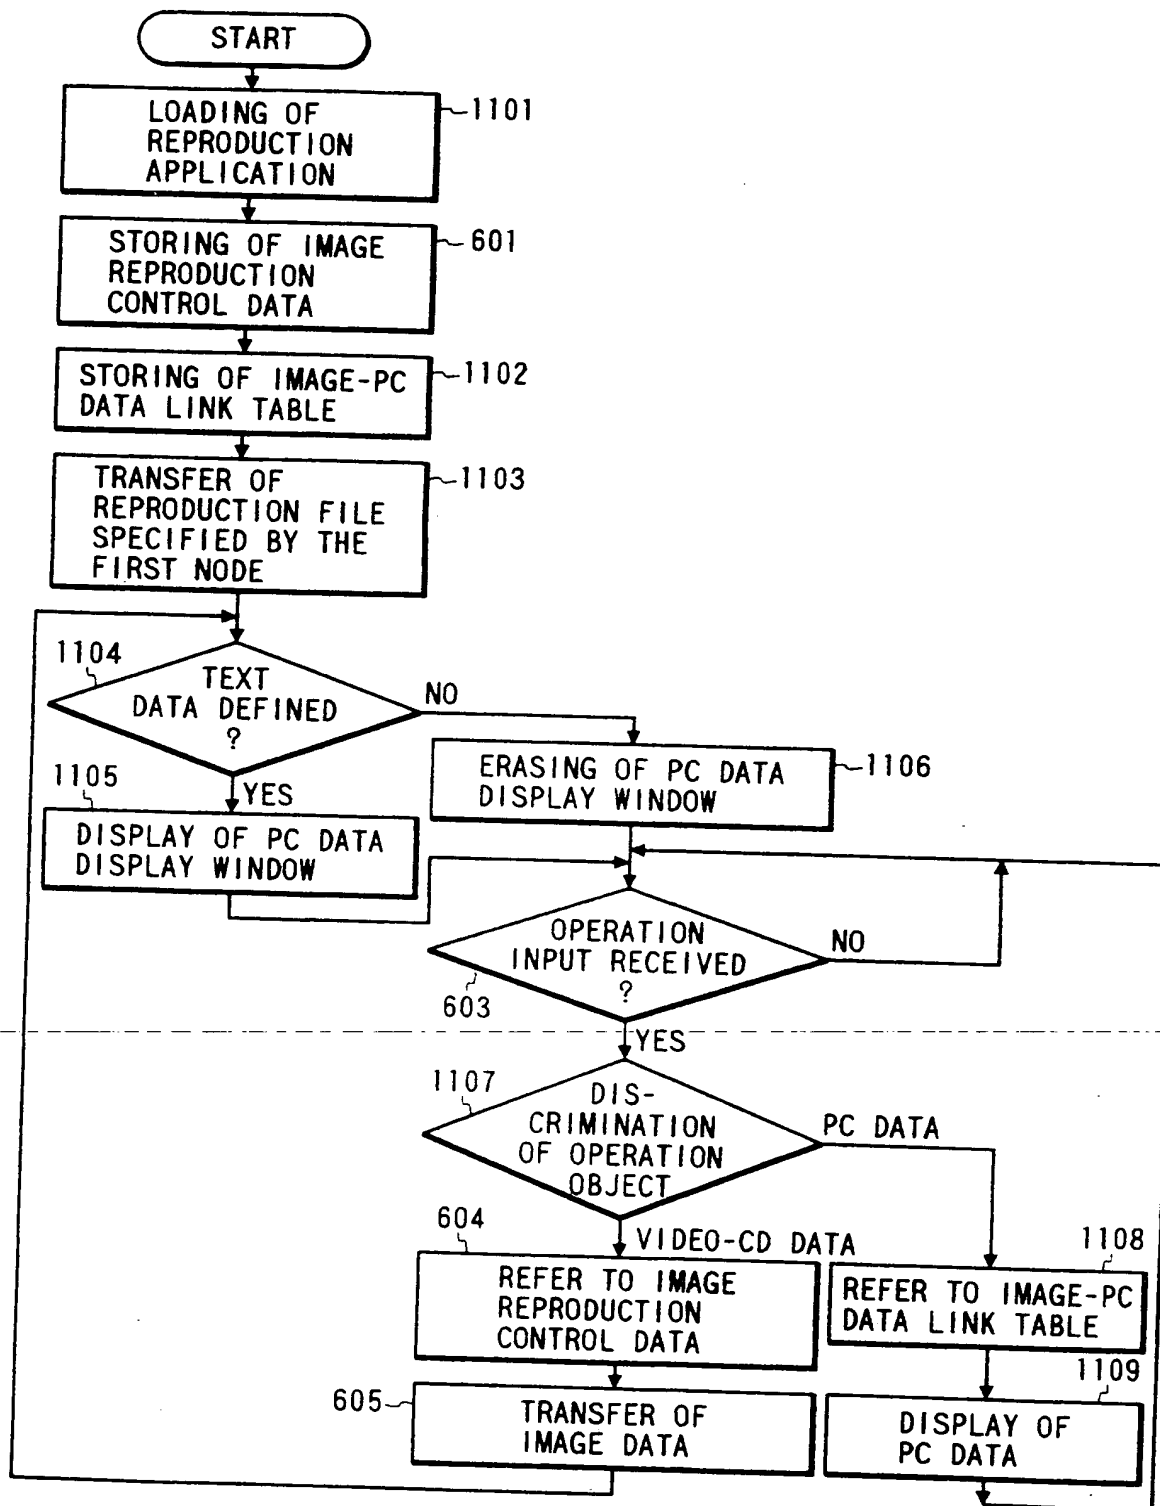 START
LOADING OF
REPRODUCTION
APPLICATION
1101
STORING OF IMAGE
REPRODUCTION
CONTROL DATA
601
STORING OF IMAGE-PC
DATA LINK TABLE
1102
TRANSFER OF
REPRODUCTION FILE
SPECIFIED BY THE
FIRST NODE
1103
1104
TEXT
DATA DEFINED
?
NO
YES
1105
DISPLAY OF PC DATA
DISPLAY WINDOW
ERASING OF PC DATA
DISPLAY WINDOW
1106
OPERATION
INPUT RECEIVED
?
NO
603
YES
1107
DIS-
CRIMINATION
OF OPERATION
OBJECT
PC DATA
VIDEO-CD DATA
604
REFER TO IMAGE
REPRODUCTION
CONTROL DATA
1108
REFER TO IMAGE-PC
DATA LINK TABLE
605
TRANSFER OF
IMAGE DATA
1109
DISPLAY OF
PC DATA